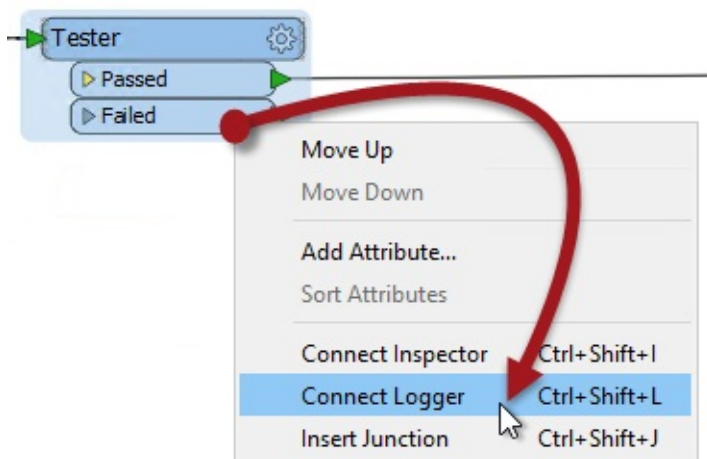 Tester
Passed
Failed
Move Up
Move Down
Add Attribute...
Sort Attributes
Connect Inspector Ctrl+Shift+I
Connect Logger Ctrl+Shift+L
Insert Junction Ctrl+Shift+J